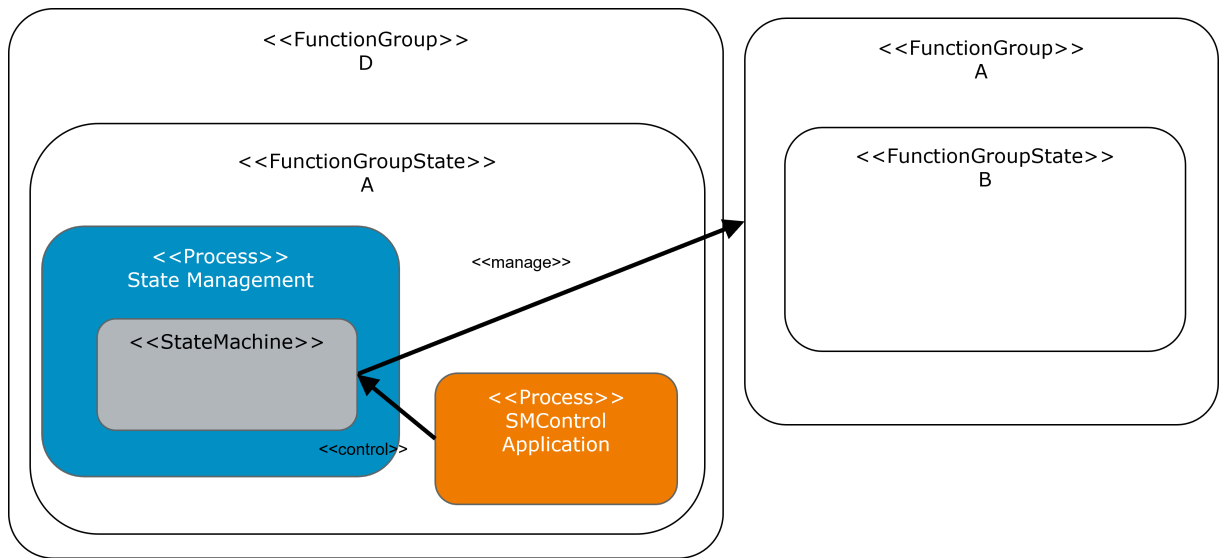 <<FunctionGroup>>
D
<<FunctionGroupState>>
A
<<Process>>
State Management
<<StateMachine>>
<<control>>
<<Process>>
SMControl
Application
<<manage>>
<<FunctionGroup>>
A
<<FunctionGroupState>>
B